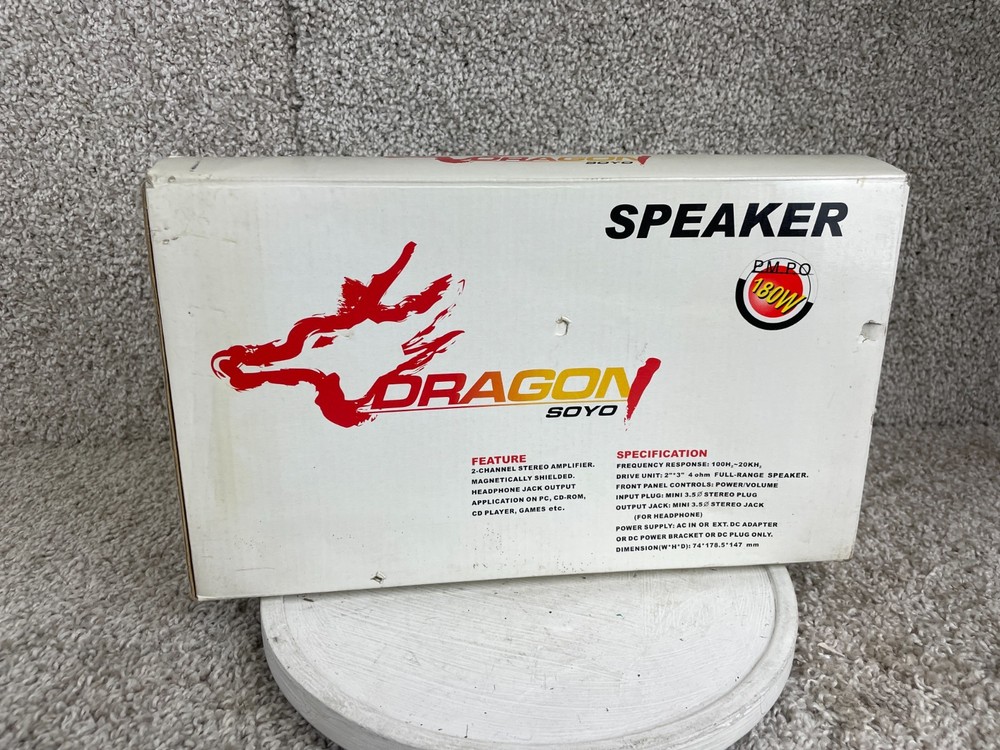 DRAGON
SOYO
SPEAKER
PMPO
180W
DRAGON
SOYO
FEATURE
2-CHANNEL STEREO AMPLIFIER.
MAGNETICALLY SHIELDED.
HEADPHONE JACK OUTPUT
APPLICATION ON PC, CD-ROM,
CD PLAYER, GAMES etc.
SPECIFICATION
FREQUENCY RESPONSE: 100Hz~20KHz
DRIVE UNIT: 2"*3" 4 ohm FULL-RANGE SPEAKER.
FRONT PANEL CONTROLS: POWER/VOLUME
INPUT PLUG: MINI 3.5∅ STEREO PLUG
OUTPUT JACK: MINI 3.5∅ STEREO JACK
(FOR HEADPHONE)
POWER SUPPLY: AC IN OR EXT. DC ADAPTER
OR DC POWER BRACKET OR DC PLUG ONLY.
DIMENSION(W*H*D): 74*178.5*147 mm